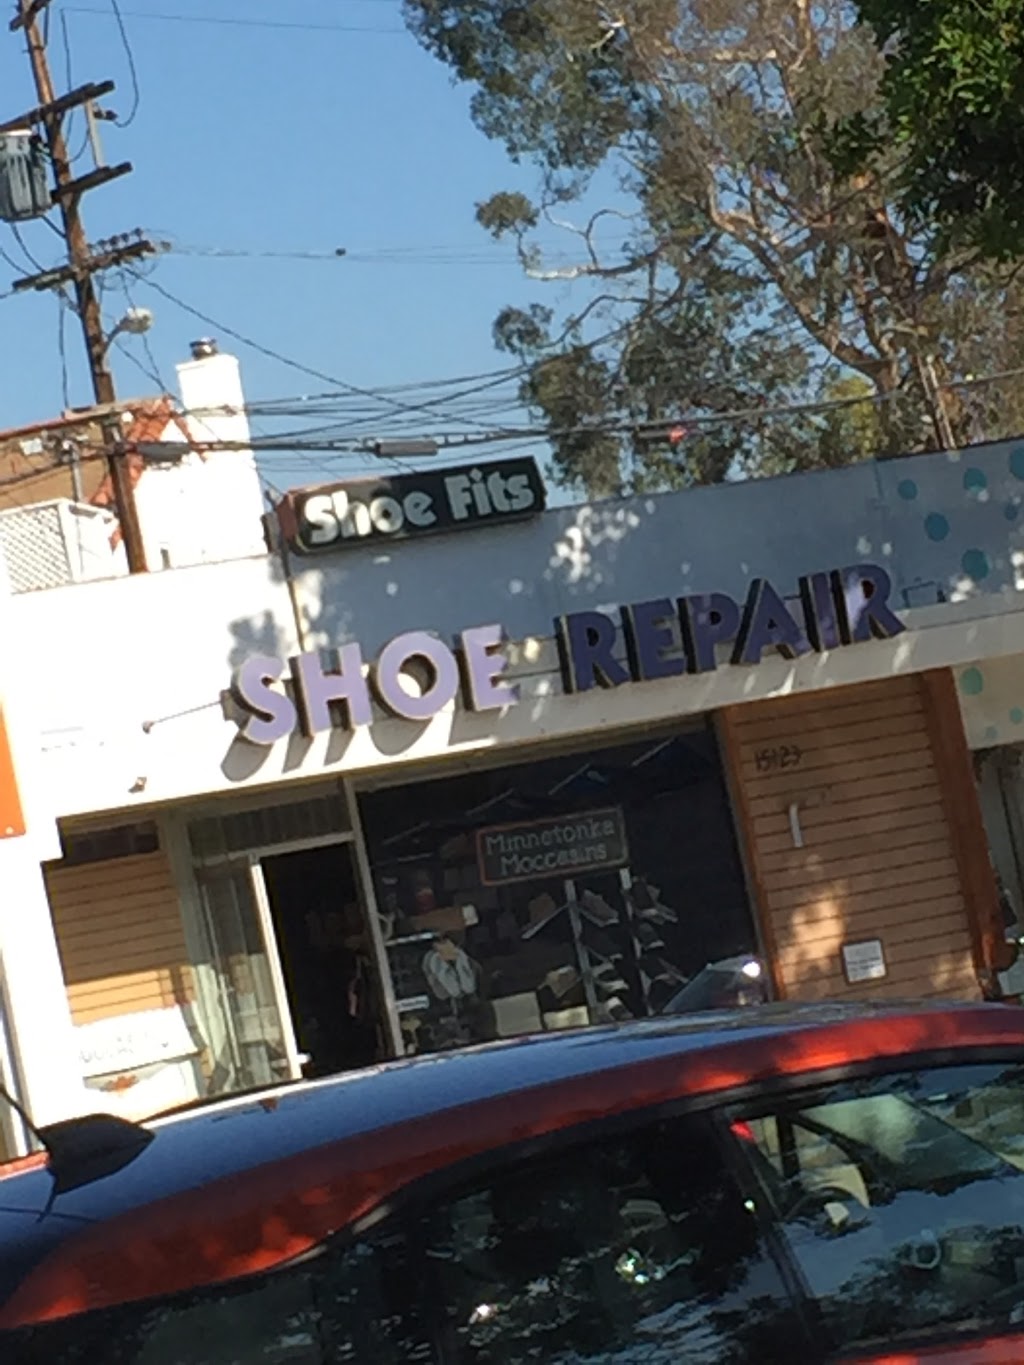 Shoe Fits
SHOE REPAIR
15123
Minnetonka
Moccasins